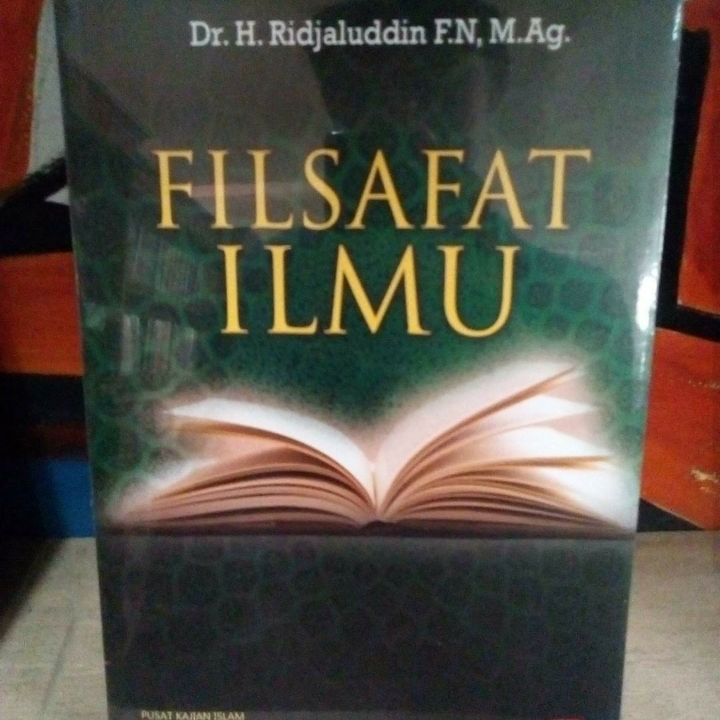 Dr. H. Ridjaluddin F.N, M.Ag.
FILSAFAT
ILMU
PUSAT KAJIAN ISLAM